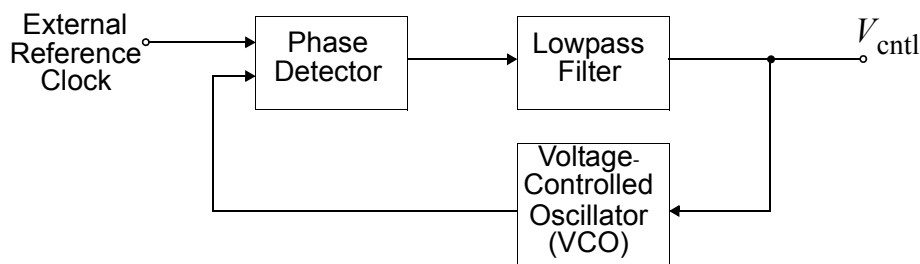 External
Reference
Clock
Phase
Detector
Lowpass
Filter
V cntl
Voltage-
Controlled
Oscillator
(VCO)